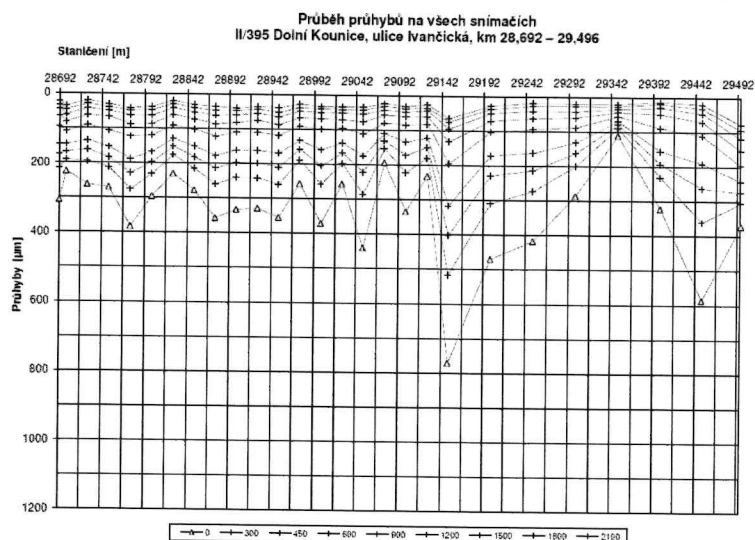 Průběh průhybů na všech snímačích
II/395 Dolní Kounice, ulice Ivančická, km 28,692 – 29,496
Staničení [m]
28692 28742 28792 28842 28892 28942 28992 29042 29092 29142 29192 29242 29292 29342 29392 29442 29492
0
200
400
600
800
1000
1200
Průhyby [µm]
0 300 450 600 900 1200 1500 1800 2100